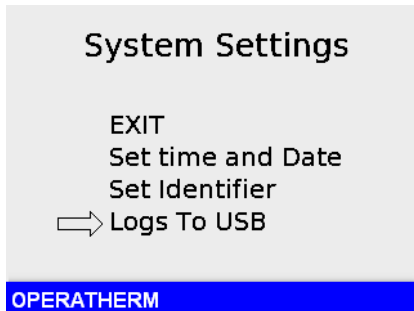 System Settings
EXIT
Set time and Date
Set Identifier
Logs To USB
OPERATHERM